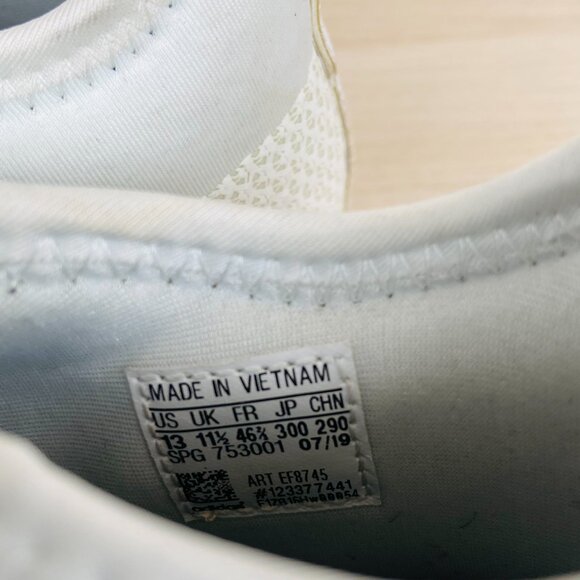 MADE IN VIETNAM
US UK FR JP CHN
13 11½ 46⅔ 300 290
SPG 753001 07/19
ART EF8745
#123377441
adidas